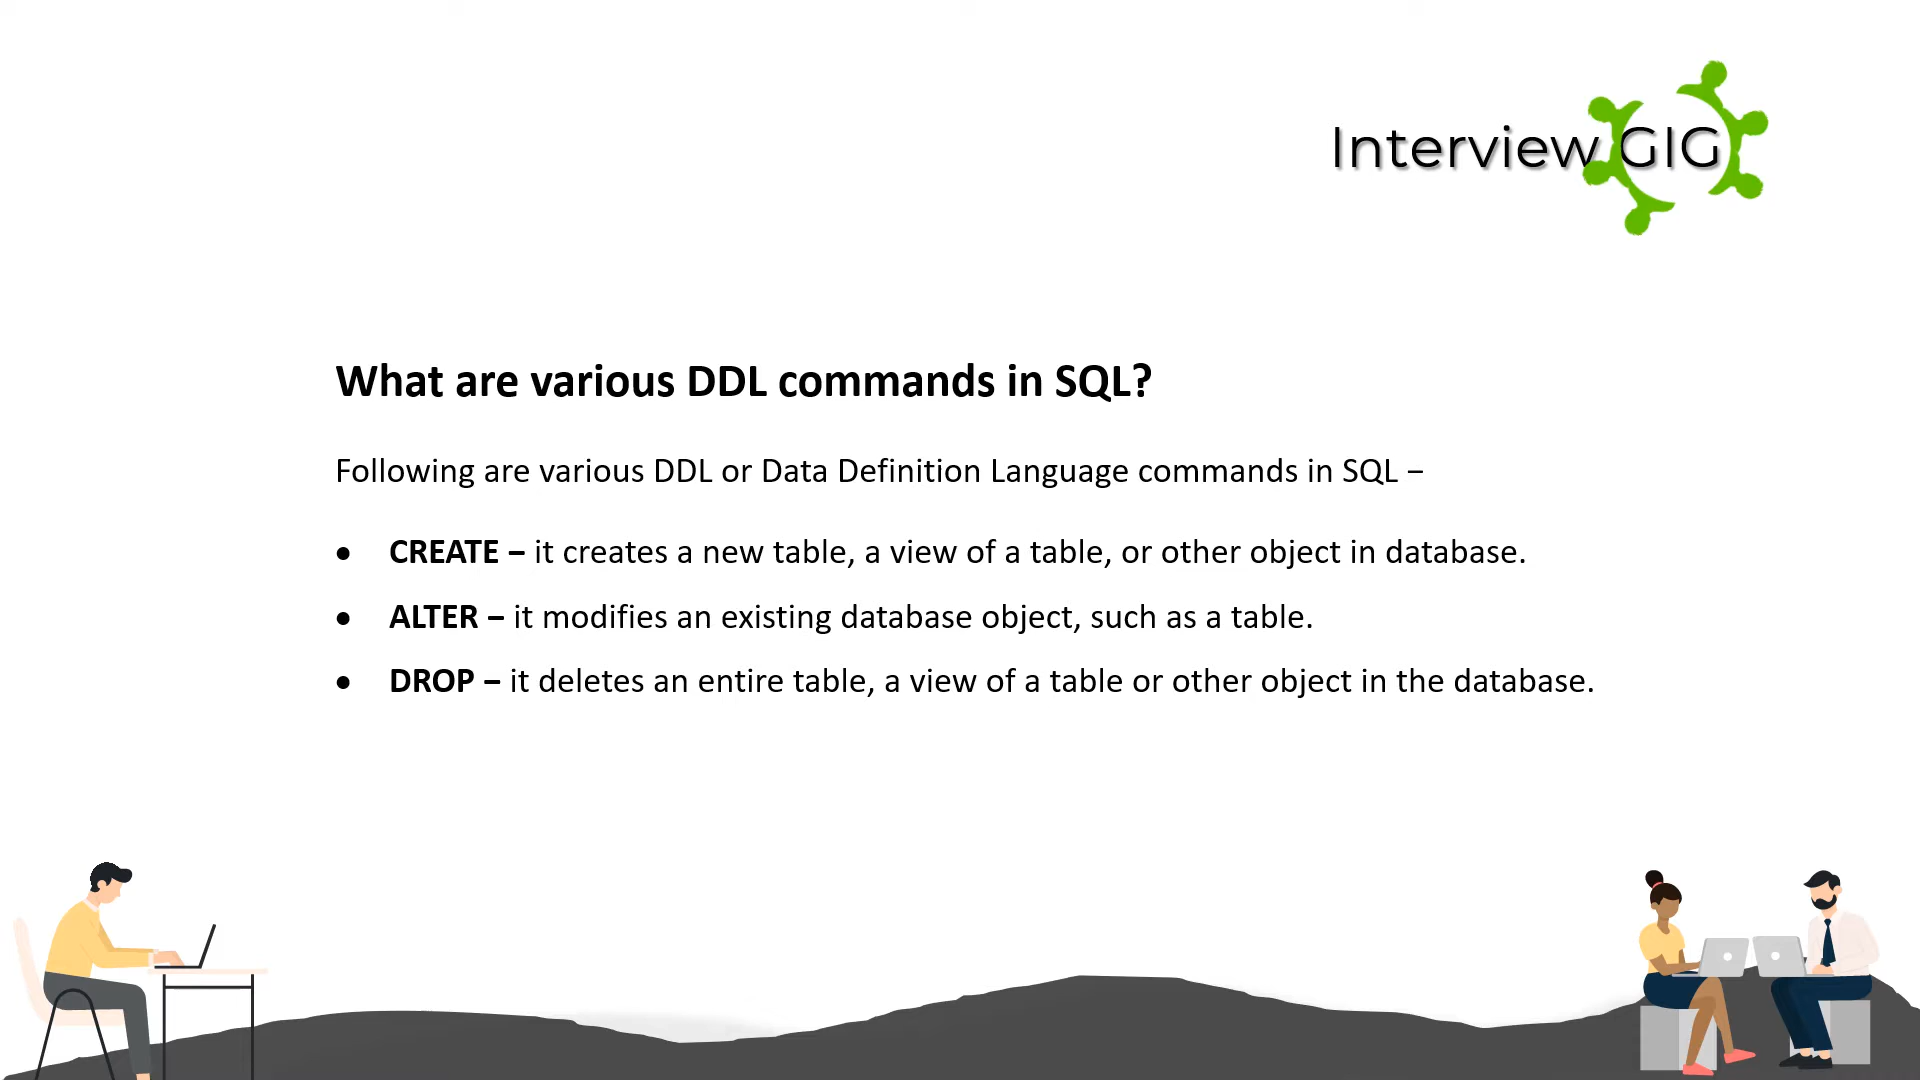 Interview GIG
What are various DDL commands in SQL?
Following are various DDL or Data Definition Language commands in SQL −
• CREATE − it creates a new table, a view of a table, or other object in database.
• ALTER − it modifies an existing database object, such as a table.
• DROP − it deletes an entire table, a view of a table or other object in the database.